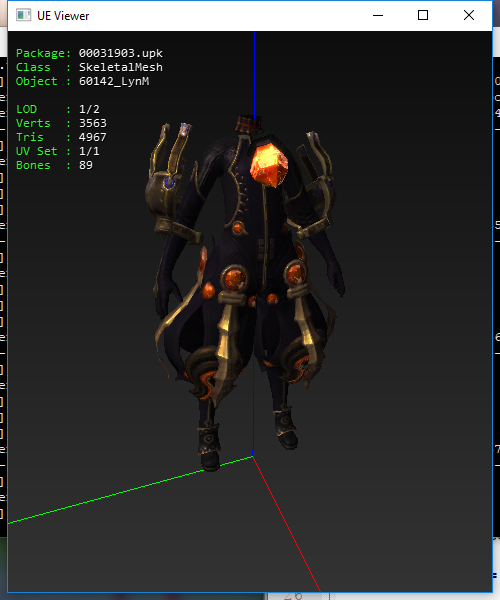 UE Viewer
Package: 00031903.upk
Class  : SkeletalMesh
Object : 60142_LynM
LOD    : 1/2
Verts  : 3563
Tris   : 4967
UV Set : 1/1
Bones  : 89
26